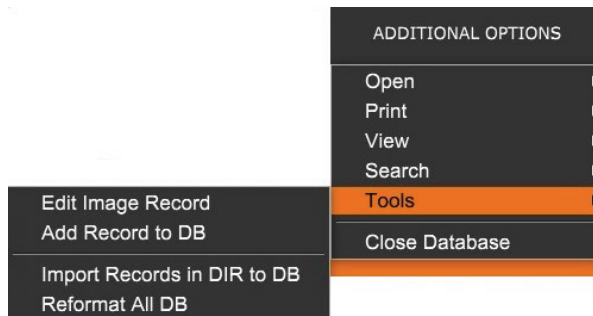 ADDITIONAL OPTIONS
Open
Print
View
Search
Tools
Close Database
Edit Image Record
Add Record to DB
Import Records in DIR to DB
Reformat All DB